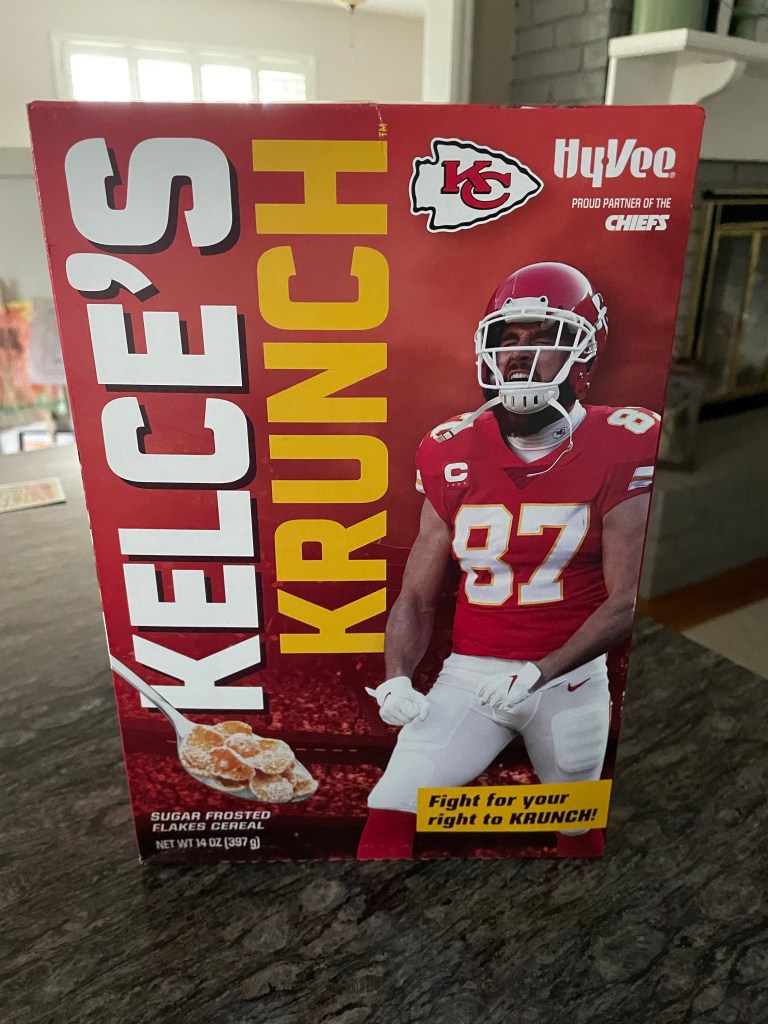 KELCE'S
KRUNCH™
KC
HyVee®
PROUD PARTNER OF THE
CHIEFS
87
C
87
Fight for your
right to KRUNCH!
SUGAR FROSTED
FLAKES CEREAL
NET WT 14 OZ (397 g)